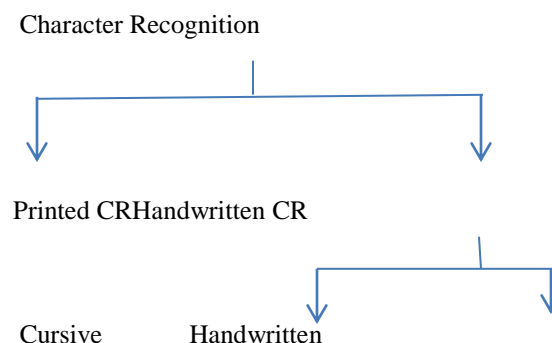 Character Recognition
Printed CRHandwritten CR
Cursive Handwritten